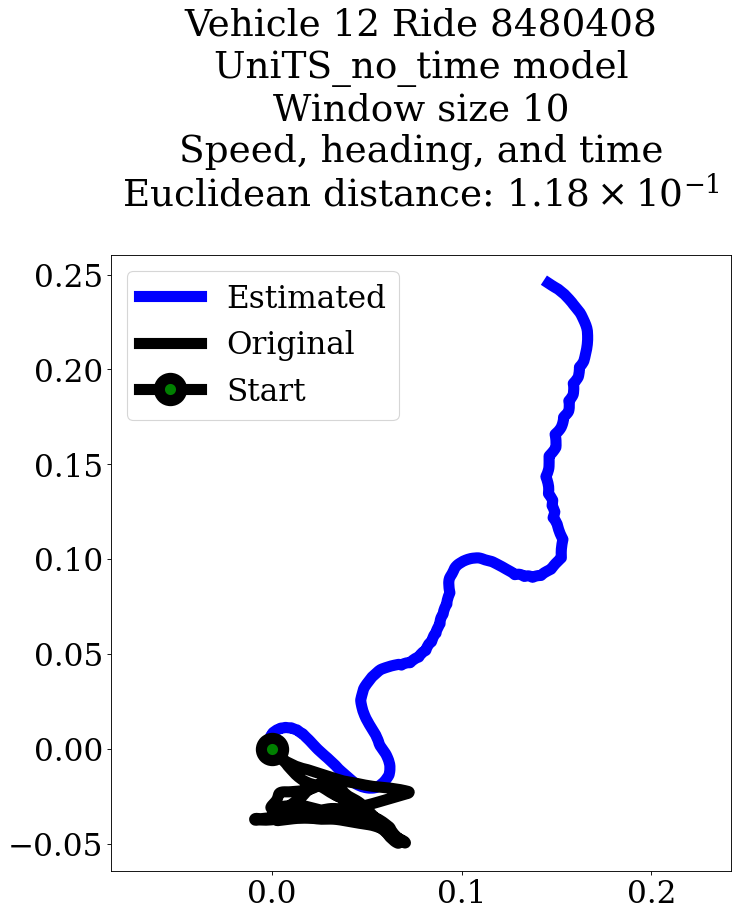 Vehicle 12 Ride 8480408
UniTS_no_time model
Window size 10
Speed, heading, and time
Euclidean distance: 1.18 × 10⁻¹
Estimated
Original
Start
0.25
0.20
0.15
0.10
0.05
0.00
−0.05
0.0 0.1 0.2